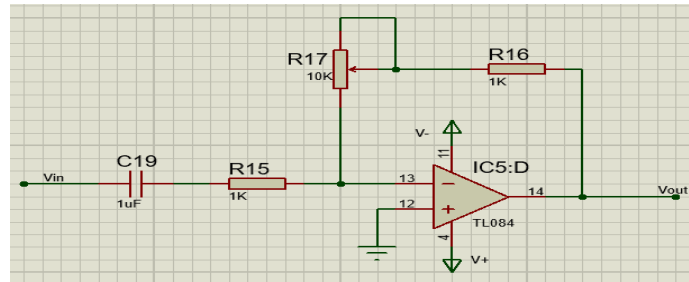 R17
10K
R16
1K
V-
11
C19
R15
IC5:D
Vin
13
14
Vout
1uF
1K
12
TL084
4
V+